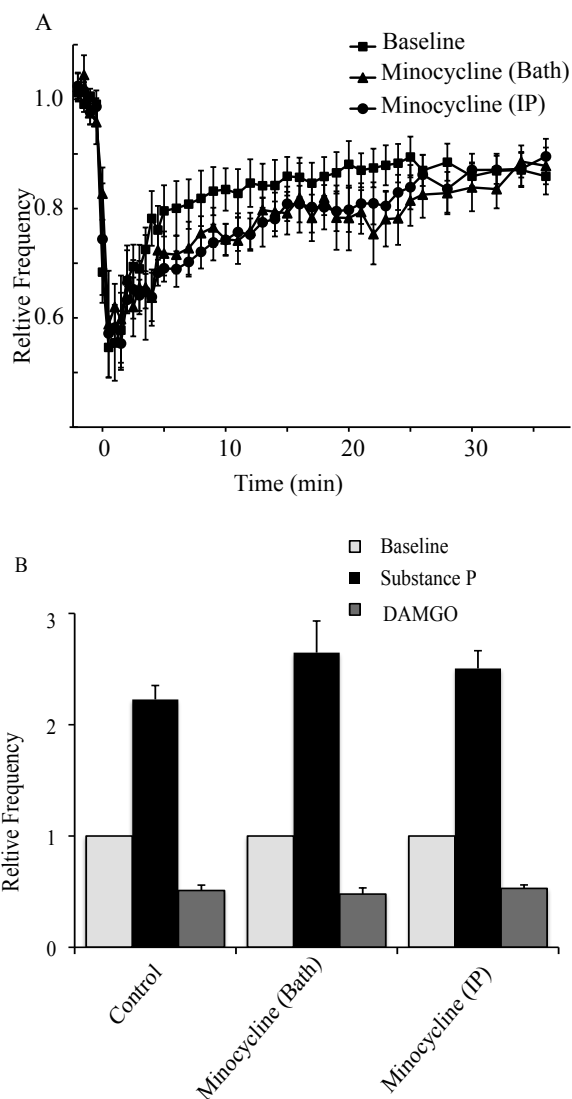 A
Baseline
Minocycline (Bath)
Minocycline (IP)
1.0
0.8
0.6
Reltive Frequency
0 10 20 30
Time (min)
B
Baseline
Substance P
DAMGO
3
2
1
0
Reltive Frequency
Control
Minocycline (Bath)
Minocycline (IP)